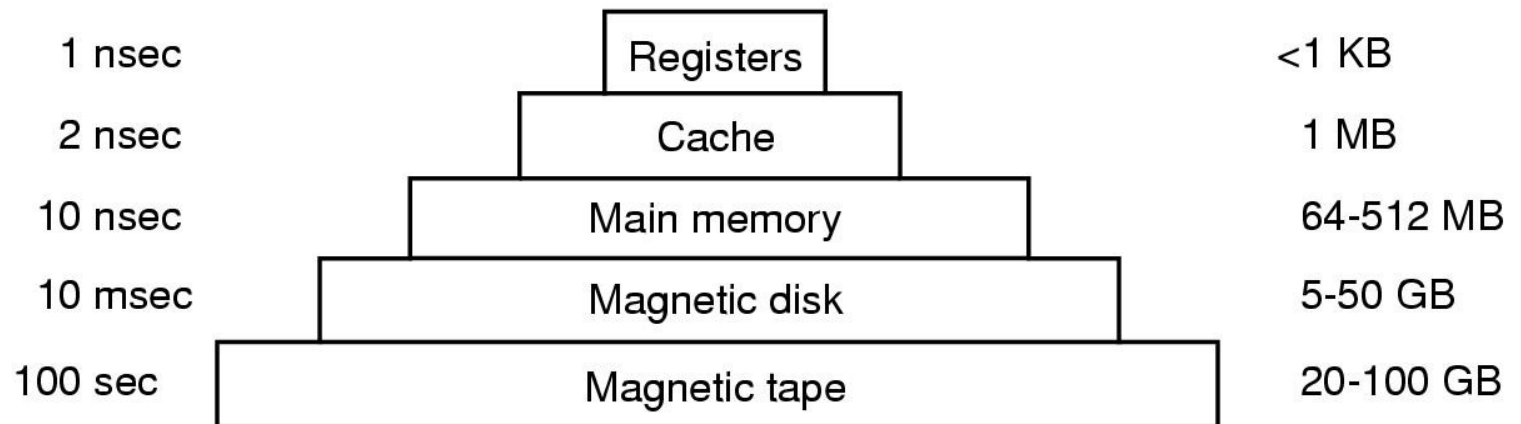 1 nsec Registers <1 KB
2 nsec Cache 1 MB
10 nsec Main memory 64-512 MB
10 msec Magnetic disk 5-50 GB
100 sec Magnetic tape 20-100 GB